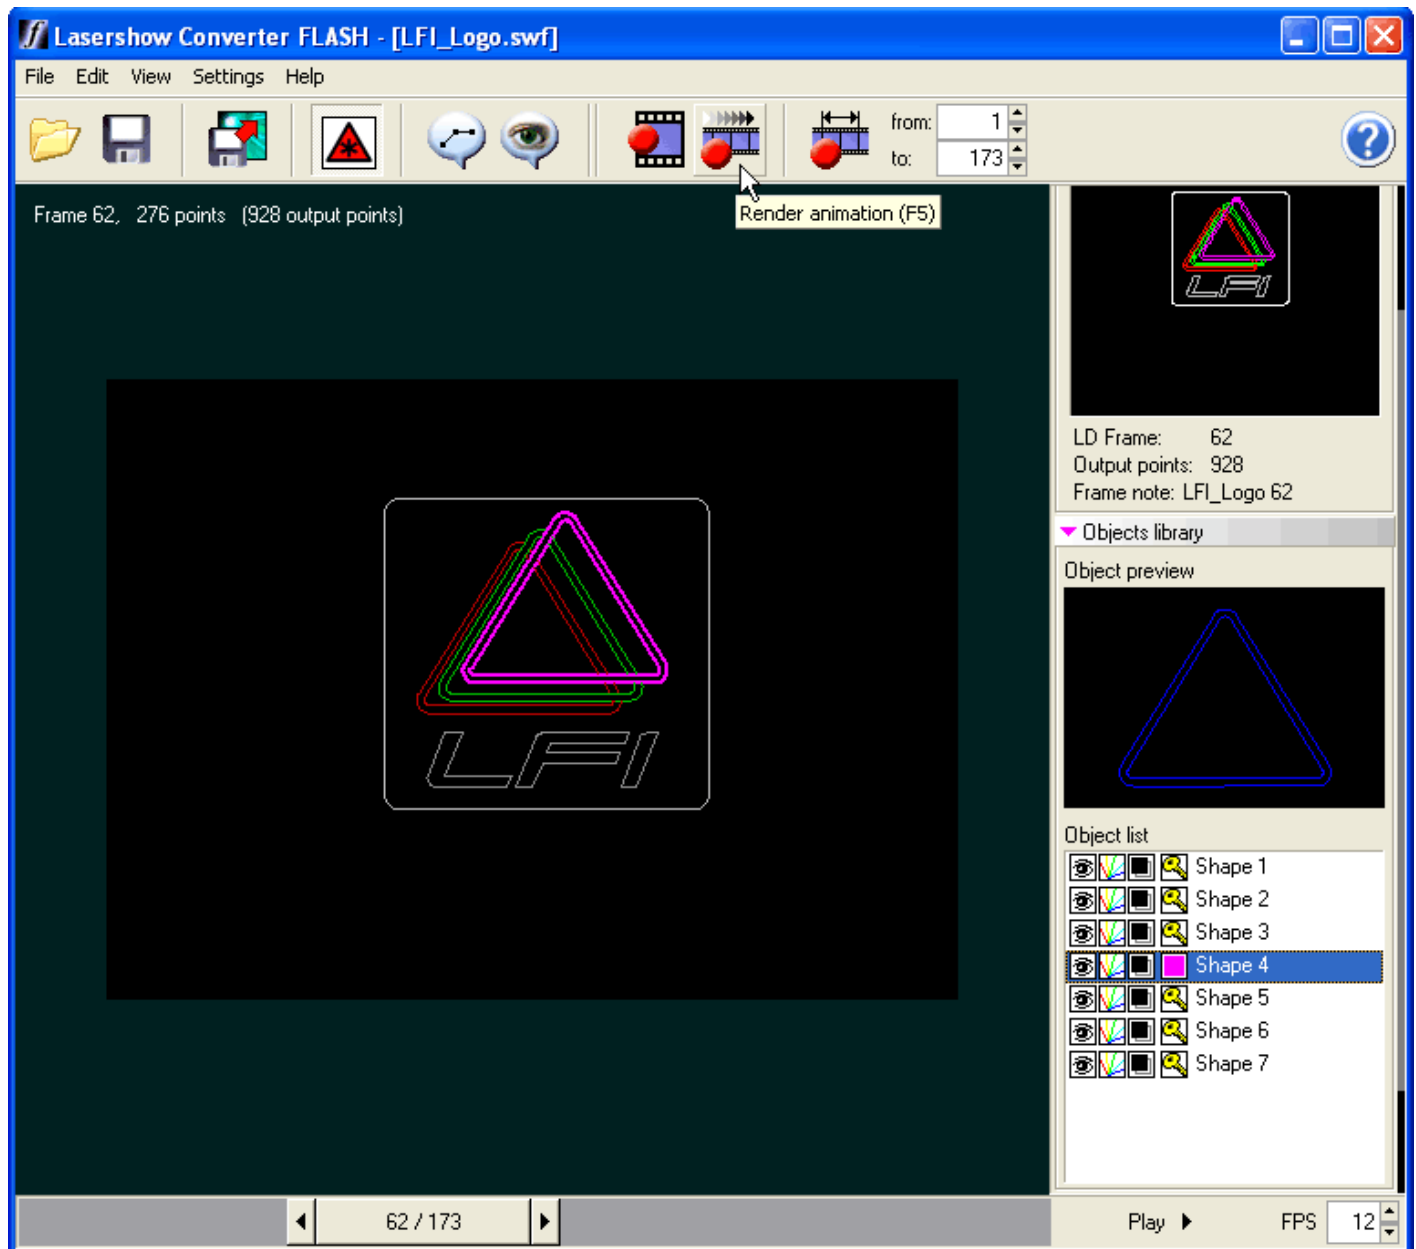 Lasershow Converter FLASH - [LFI_Logo.swf]
File Edit View Settings Help
from: 1
to: 173
Frame 62, 276 points (928 output points)
Render animation (F5)
LFI
LD Frame: 62
Output points: 928
Frame note: LFI_Logo 62
Objects library
Object preview
LFI
Object list
Shape 1
Shape 2
Shape 3
Shape 4
Shape 5
Shape 6
Shape 7
62 / 173
Play
FPS 12